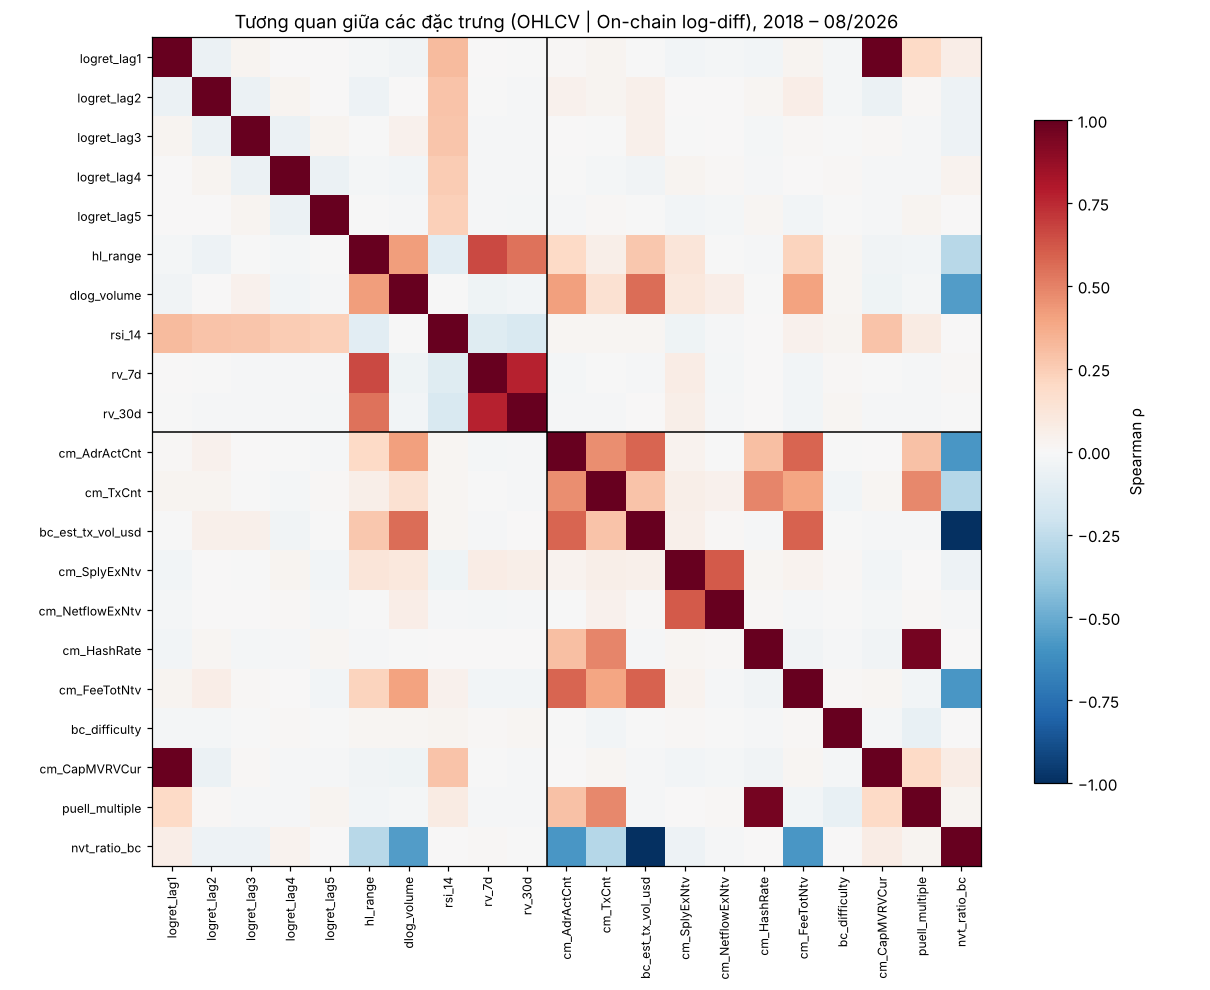 Tương quan giữa các đặc trưng (OHLCV | On-chain log-diff), 2018 – 08/2026
logret_lag1
logret_lag2
logret_lag3
logret_lag4
logret_lag5
hl_range
dlog_volume
rsi_14
rv_7d
rv_30d
cm_AdrActCnt
cm_TxCnt
bc_est_tx_vol_usd
cm_SplyExNtv
cm_NetflowExNtv
cm_HashRate
cm_FeeTotNtv
bc_difficulty
cm_CapMVRVCur
puell_multiple
nvt_ratio_bc
logret_lag1
logret_lag2
logret_lag3
logret_lag4
logret_lag5
hl_range
dlog_volume
rsi_14
rv_7d
rv_30d
cm_AdrActCnt
cm_TxCnt
bc_est_tx_vol_usd
cm_SplyExNtv
cm_NetflowExNtv
cm_HashRate
cm_FeeTotNtv
bc_difficulty
cm_CapMVRVCur
puell_multiple
nvt_ratio_bc
1.00
0.75
0.50
0.25
0.00
−0.25
−0.50
−0.75
−1.00
Spearman ρ